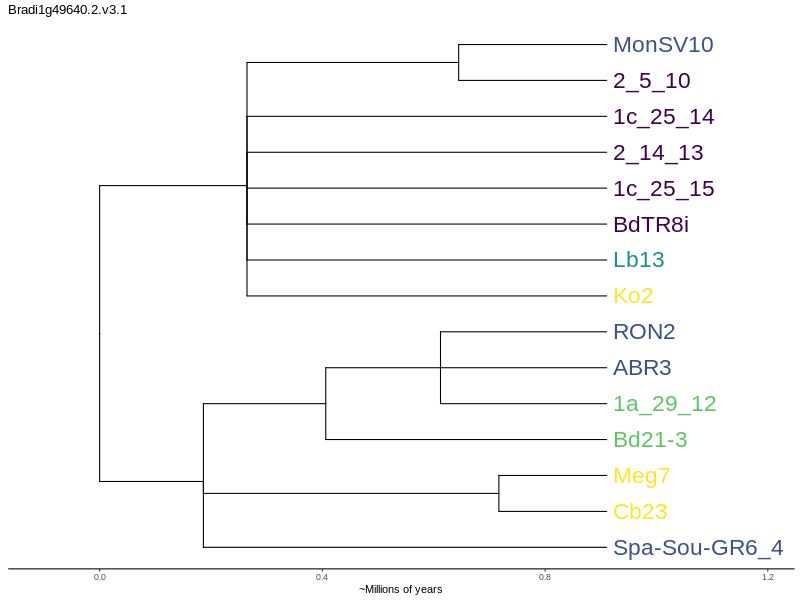 Bradi1g49640.2.v3.1
MonSV10
2_5_10
1c_25_14
2_14_13
1c_25_15
BdTR8i
Lb13
Ko2
RON2
ABR3
1a_29_12
Bd21-3
Meg7
Cb23
Spa-Sou-GR6_4
0.0 0.4 0.8 1.2
~Millions of years